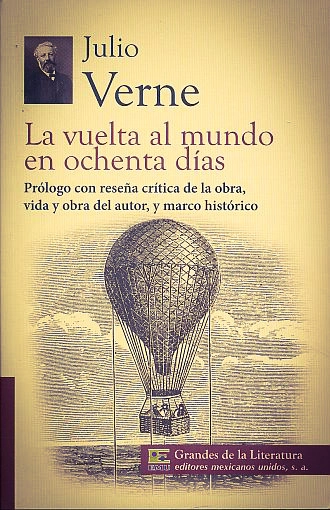 Julio
Verne
La vuelta al mundo
en ochenta días
Prólogo con reseña crítica de la obra,
vida y obra del autor, y marco histórico
EMU
Grandes de la Literatura
editores mexicanos unidos, s. a.